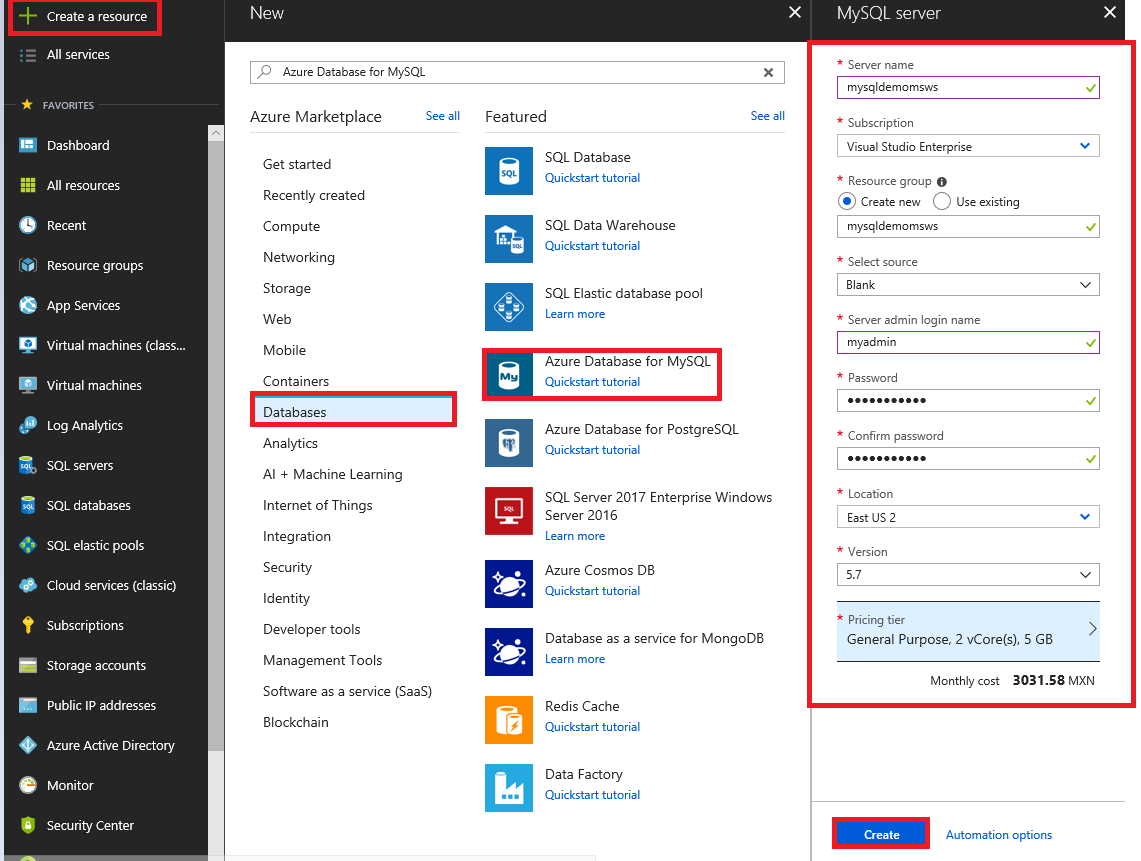 Create a resource
All services
FAVORITES
Dashboard
All resources
Recent
Resource groups
App Services
Virtual machines (class...
Virtual machines
Log Analytics
SQL servers
SQL databases
SQL elastic pools
Cloud services (classic)
Subscriptions
Storage accounts
Public IP addresses
Azure Active Directory
Monitor
Security Center
New
Azure Database for MySQL
Azure Marketplace
See all
Get started
Recently created
Compute
Networking
Storage
Web
Mobile
Containers
Databases
Analytics
AI + Machine Learning
Internet of Things
Integration
Security
Identity
Developer tools
Management Tools
Software as a service (SaaS)
Blockchain
Featured
See all
SQL
SQL Database
Quickstart tutorial
SQL Data Warehouse
Quickstart tutorial
SQL Elastic database pool
Learn more
My
Azure Database for MySQL
Quickstart tutorial
Azure Database for PostgreSQL
Quickstart tutorial
SQL
SQL Server 2017 Enterprise Windows
Server 2016
Learn more
Azure Cosmos DB
Quickstart tutorial
Database as a service for MongoDB
Learn more
Redis Cache
Quickstart tutorial
Data Factory
Quickstart tutorial
MySQL server
* Server name
mysqldemomsws
* Subscription
Visual Studio Enterprise
* Resource group
Create new
Use existing
mysqldemomsws
* Select source
Blank
* Server admin login name
myadmin
* Password
•••••••••••
* Confirm password
•••••••••••
* Location
East US 2
* Version
5.7
* Pricing tier
General Purpose, 2 vCore(s), 5 GB
Monthly cost 3031.58 MXN
Create
Automation options